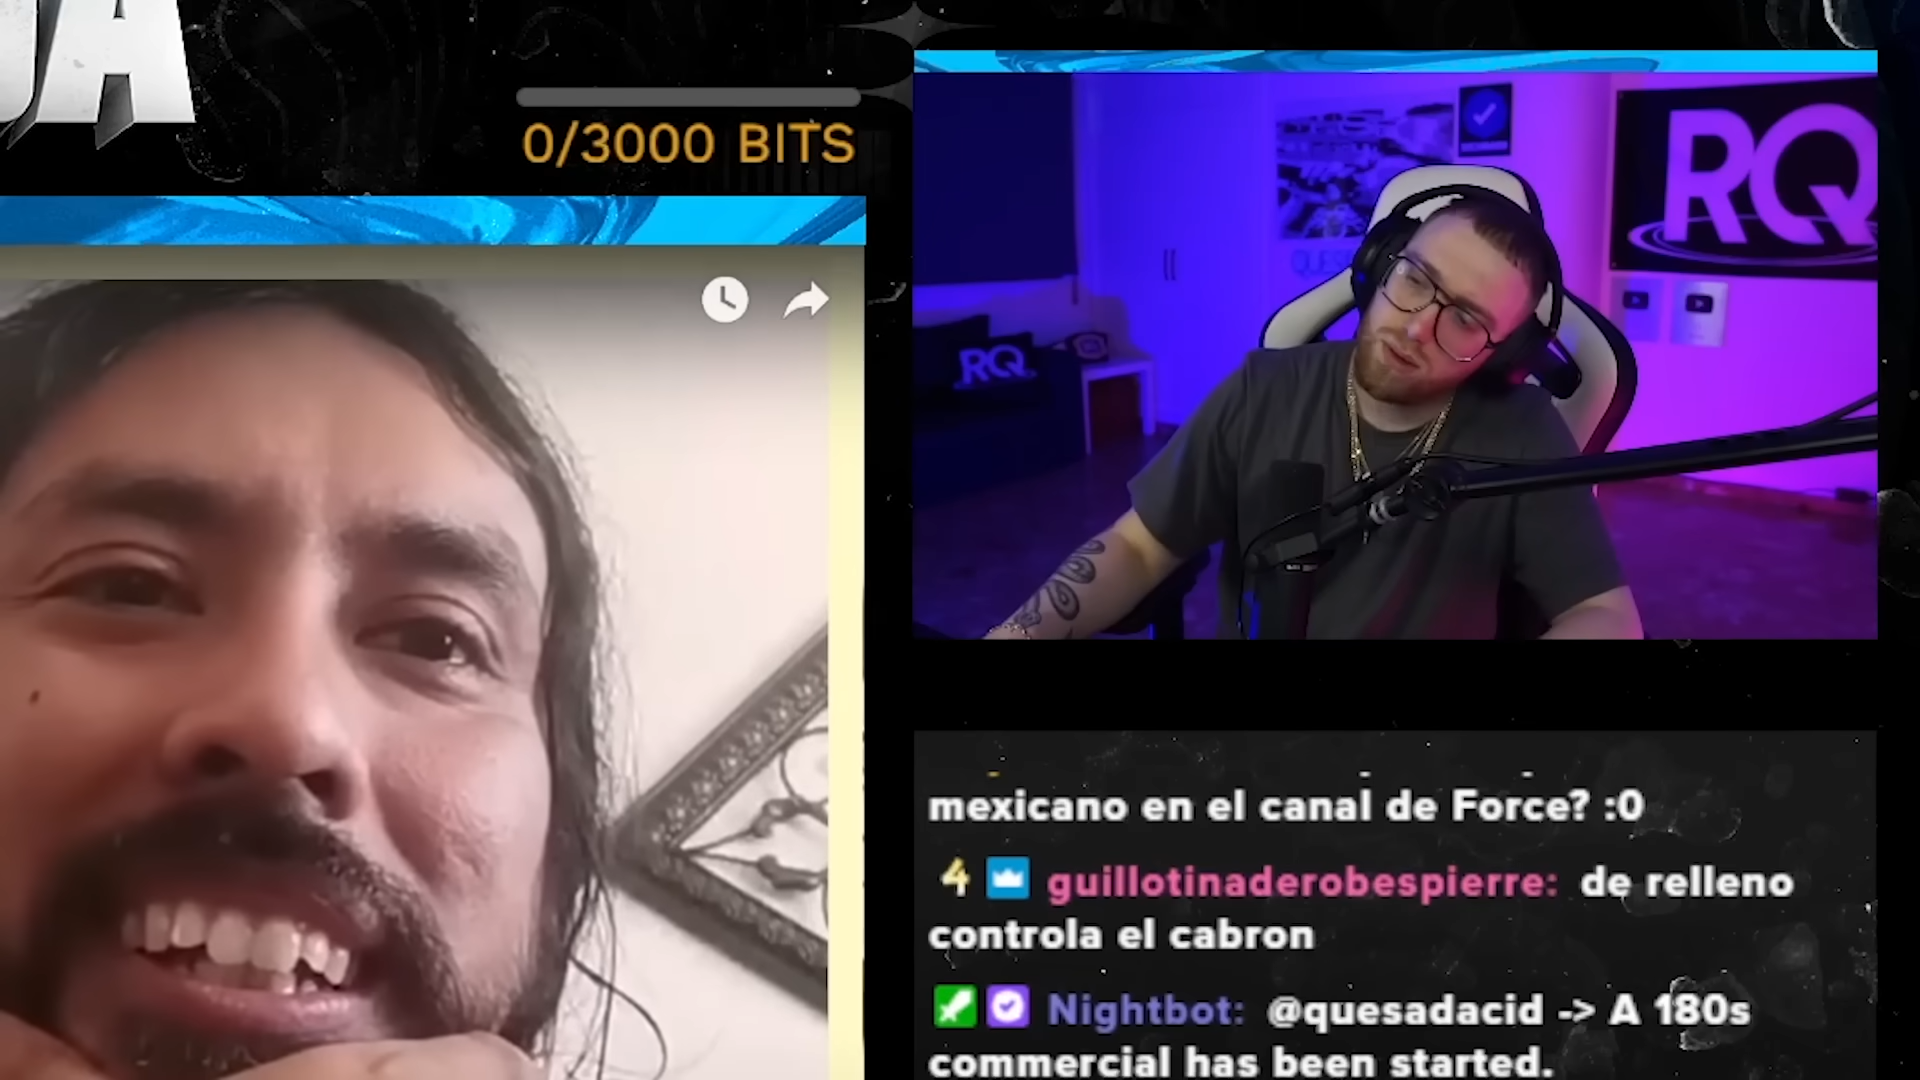 0/3000 BITS
RQ
RQ
mexicano en el canal de Force? :0
4 guillotinaderobespierre: de relleno
controla el cabron
Nightbot: @quesadacid -> A 180s
commercial has been started.